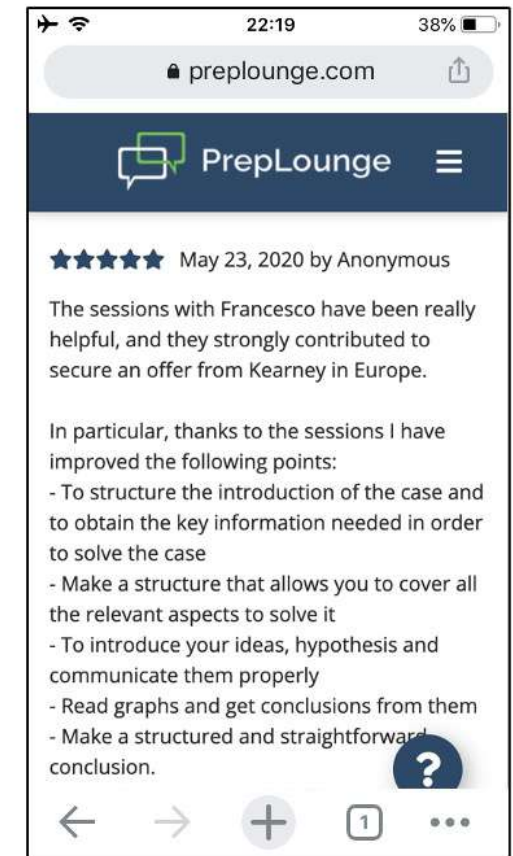 22:19
38%
preplounge.com
PrepLounge
May 23, 2020 by Anonymous
The sessions with Francesco have been really
helpful, and they strongly contributed to
secure an offer from Kearney in Europe.
In particular, thanks to the sessions I have
improved the following points:
- To structure the introduction of the case and
to obtain the key information needed in order
to solve the case
- Make a structure that allows you to cover all
the relevant aspects to solve it
- To introduce your ideas, hypothesis and
communicate them properly
- Read graphs and get conclusions from them
- Make a structured and straightforward
conclusion.
?
1